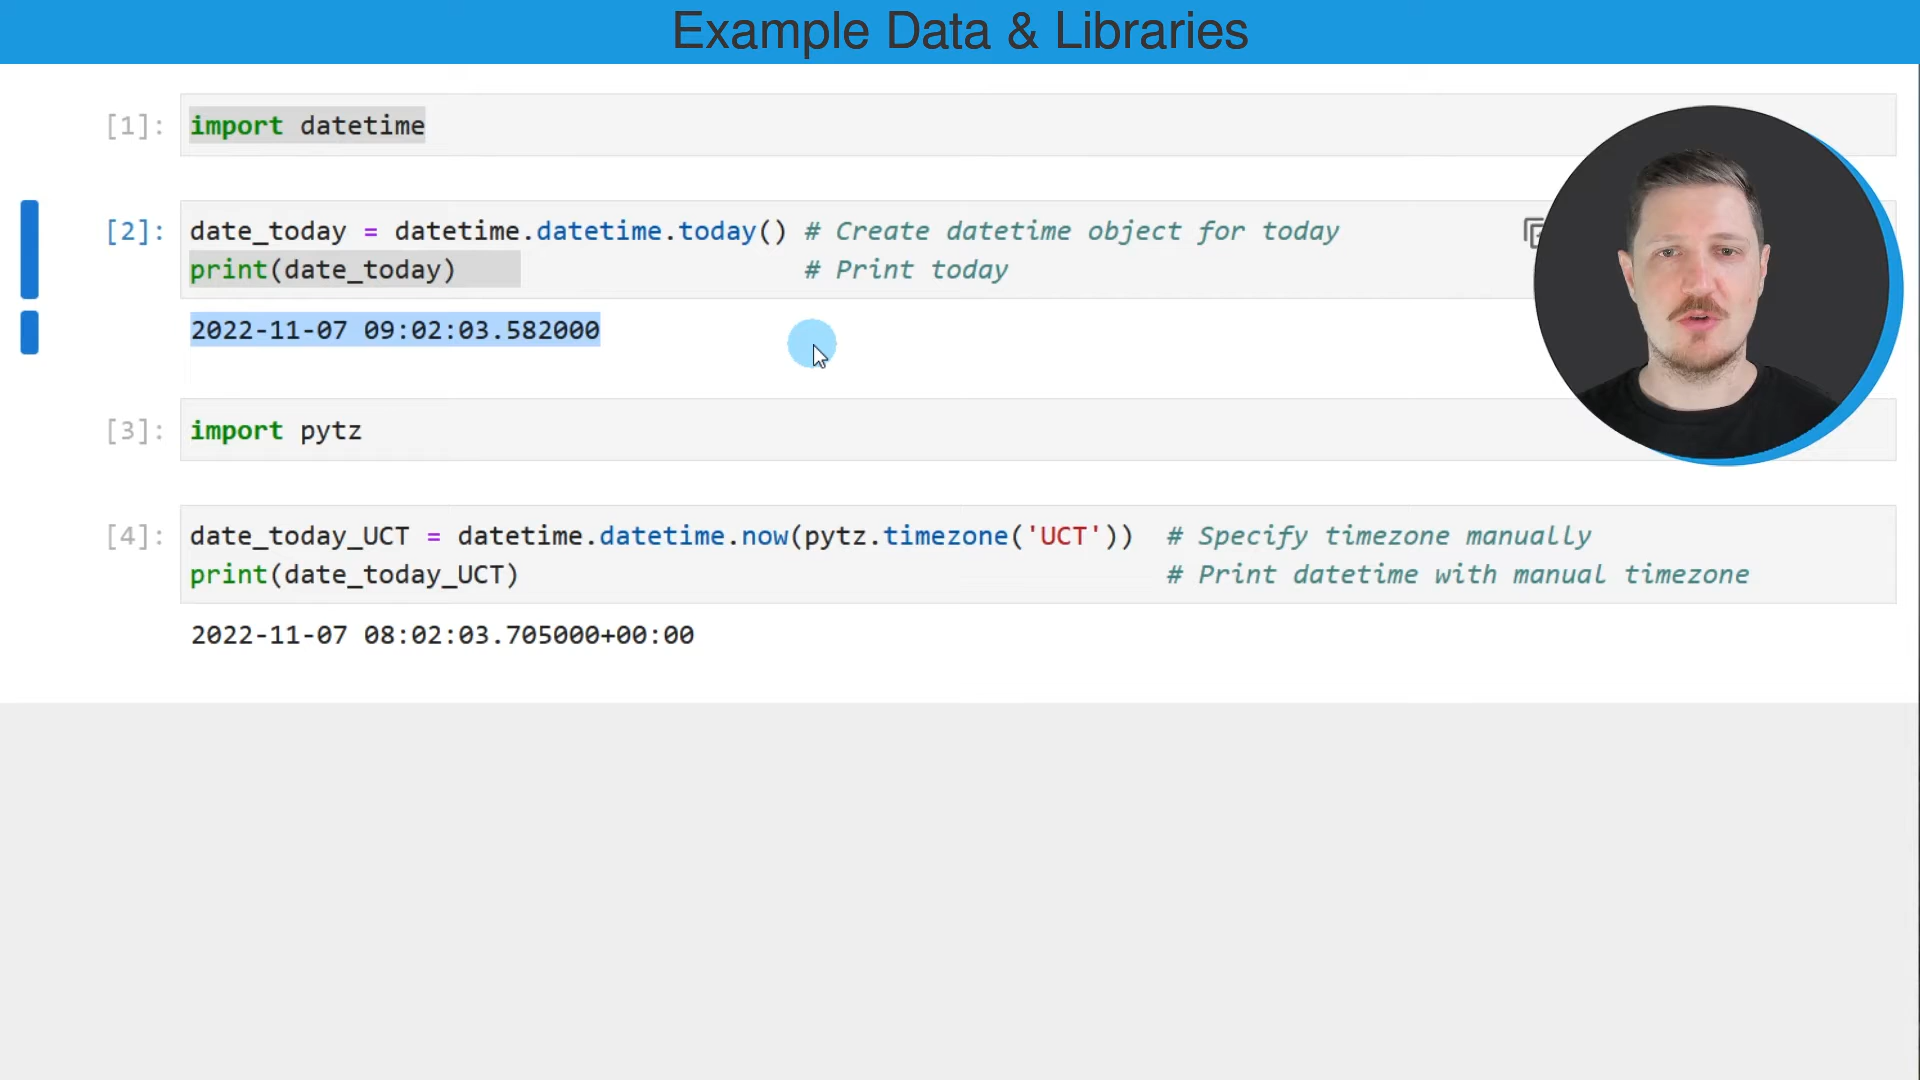 Example Data & Libraries
[1]: import datetime
[2]: date_today = datetime.datetime.today() # Create datetime object for today
print(date_today) # Print today
2022-11-07 09:02:03.582000
[3]: import pytz
[4]: date_today_UCT = datetime.datetime.now(pytz.timezone('UCT')) # Specify timezone manually
print(date_today_UCT) # Print datetime with manual timezone
2022-11-07 08:02:03.705000+00:00